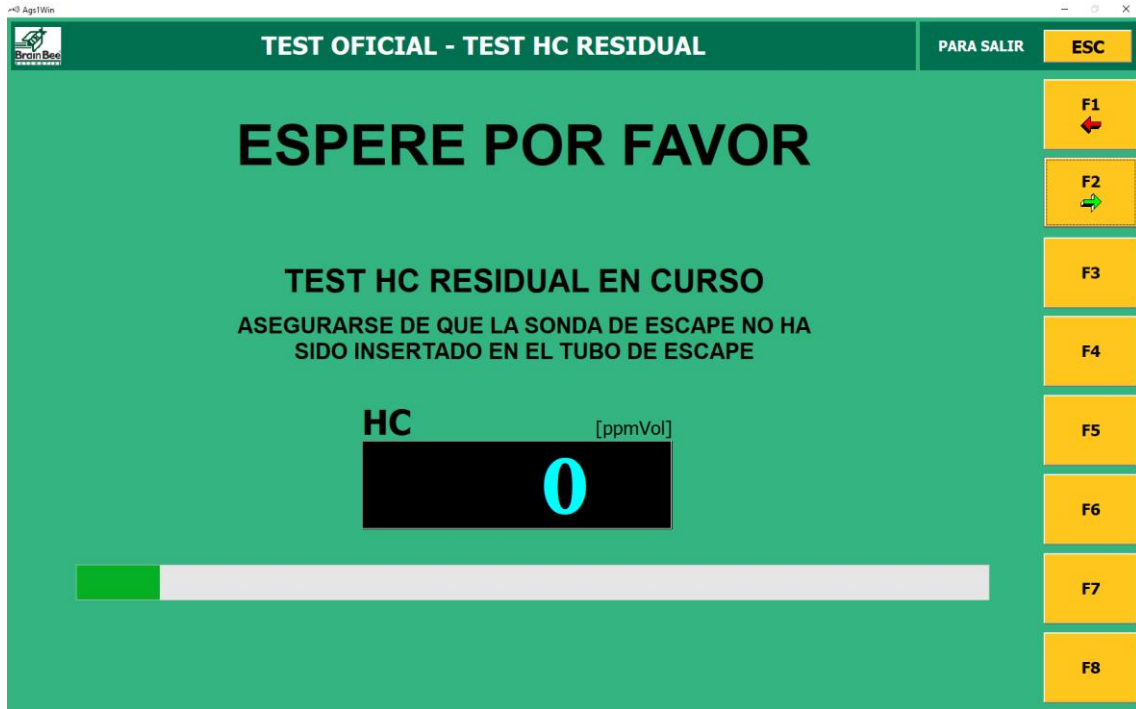 Ags1Win
BrainBee
TEST OFICIAL - TEST HC RESIDUAL
PARA SALIR
ESC
F1
ESPERE POR FAVOR
F2
TEST HC RESIDUAL EN CURSO
F3
ASEGURARSE DE QUE LA SONDA DE ESCAPE NO HA
SIDO INSERTADO EN EL TUBO DE ESCAPE
F4
HC
[ppmVol]
F5
0
F6
F7
F8